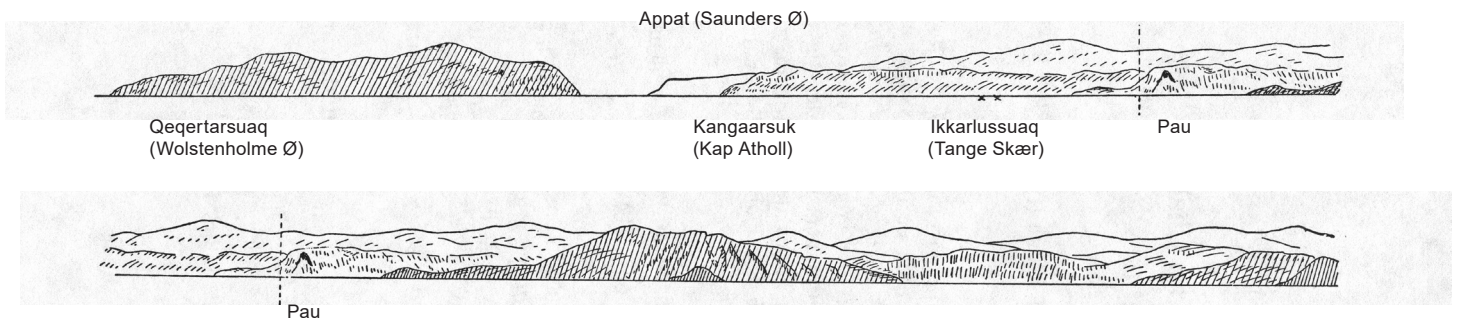 Appat (Saunders Ø)
Qeqertarsuaq
(Wolstenholme Ø)
Kangaarsuk
(Kap Atholl)
Ikkarlussuaq
(Tange Skær)
Pau
Pau